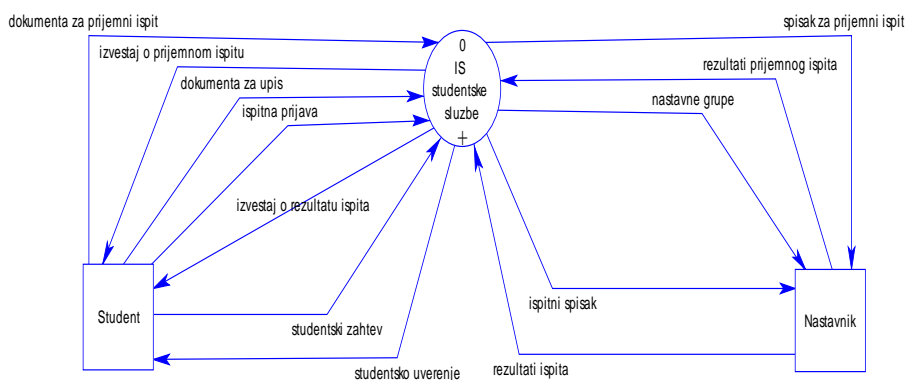 dokumenta za prijemni ispit
spisak za prijemni ispit
izvestaj o prijemnom ispitu
0
IS
studentske
sluzbe
+
rezultati prijemnog ispita
dokumenta za upis
nastavne grupe
ispitna prijava
izvestaj o rezultatu ispita
ispitni spisak
Student
Nastavnik
studentski zahtev
studentsko uverenje
rezultati ispita